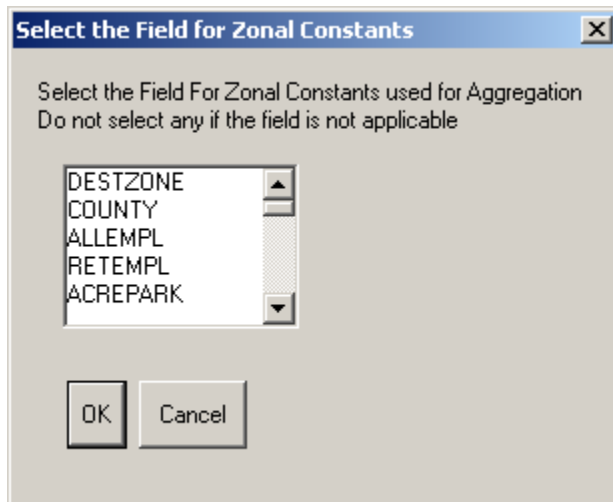 Select the Field for Zonal Constants
Select the Field For Zonal Constants used for Aggregation
Do not select any if the field is not applicable
DESTZONE
COUNTY
ALLEMPL
RETEMPL
ACREPARK
OK Cancel